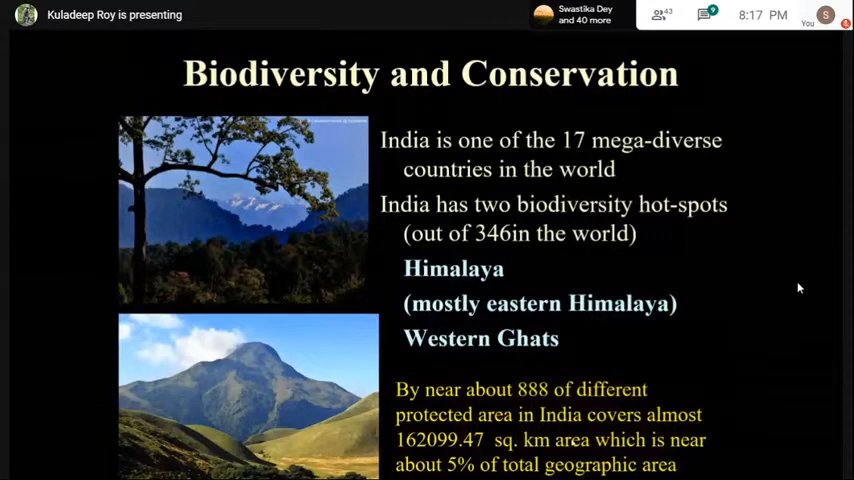 Kuladeep Roy is presenting
Swastika Dey
and 40 more
43
9
8:17 PM
You
S
Biodiversity and Conservation
India is one of the 17 mega-diverse
countries in the world
India has two biodiversity hot-spots
(out of 346in the world)
Himalaya
(mostly eastern Himalaya)
Western Ghats
By near about 888 of different
protected area in India covers almost
162099.47 sq. km area which is near
about 5% of total geographic area